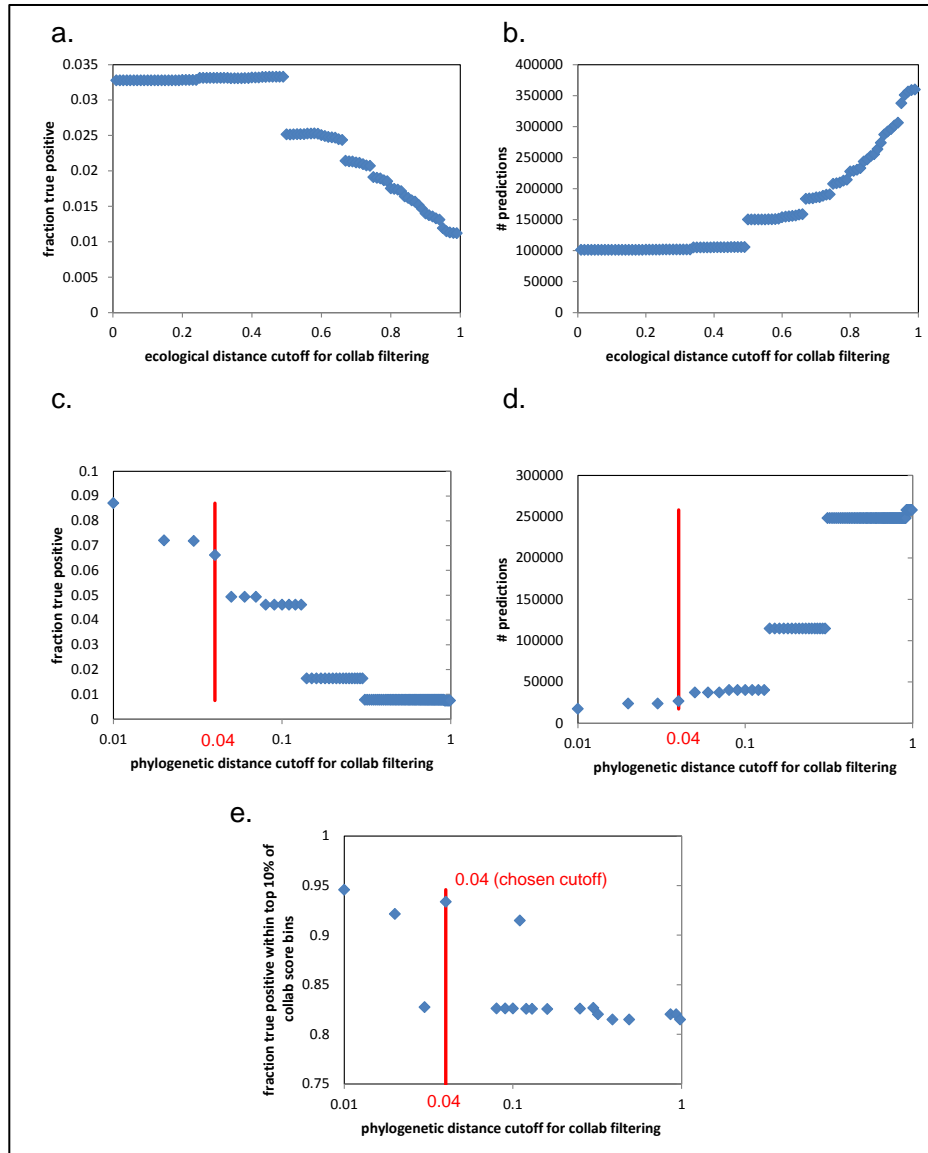 a.
0.035
0.03
0.025
0.02
0.015
0.01
0.005
0
fraction true positive
0 0.2 0.4 0.6 0.8 1
ecological distance cutoff for collab filtering
b.
400000
350000
300000
250000
200000
150000
100000
50000
0
# predictions
0 0.2 0.4 0.6 0.8 1
ecological distance cutoff for collab filtering
c.
0.1
0.09
0.08
0.07
0.06
0.05
0.04
0.03
0.02
0.01
0
fraction true positive
0.01 0.1 1
0.04
phylogenetic distance cutoff for collab filtering
d.
300000
250000
200000
150000
100000
50000
0
# predictions
0.01 0.1 1
0.04
phylogenetic distance cutoff for collab filtering
e.
1
0.95
0.9
0.85
0.8
0.75
fraction true positive within top 10% of
collab score bins
0.04 (chosen cutoff)
0.01 0.1 1
0.04
phylogenetic distance cutoff for collab filtering